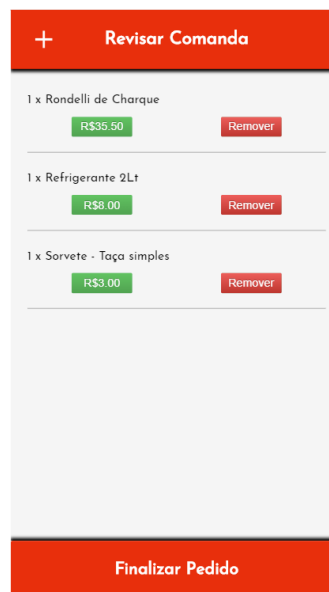 + Revisar Comanda
1 x Rondelli de Charque
R$35.50 Remover
1 x Refrigerante 2Lt
R$8.00 Remover
1 x Sorvete - Taça simples
R$3.00 Remover
Finalizar Pedido